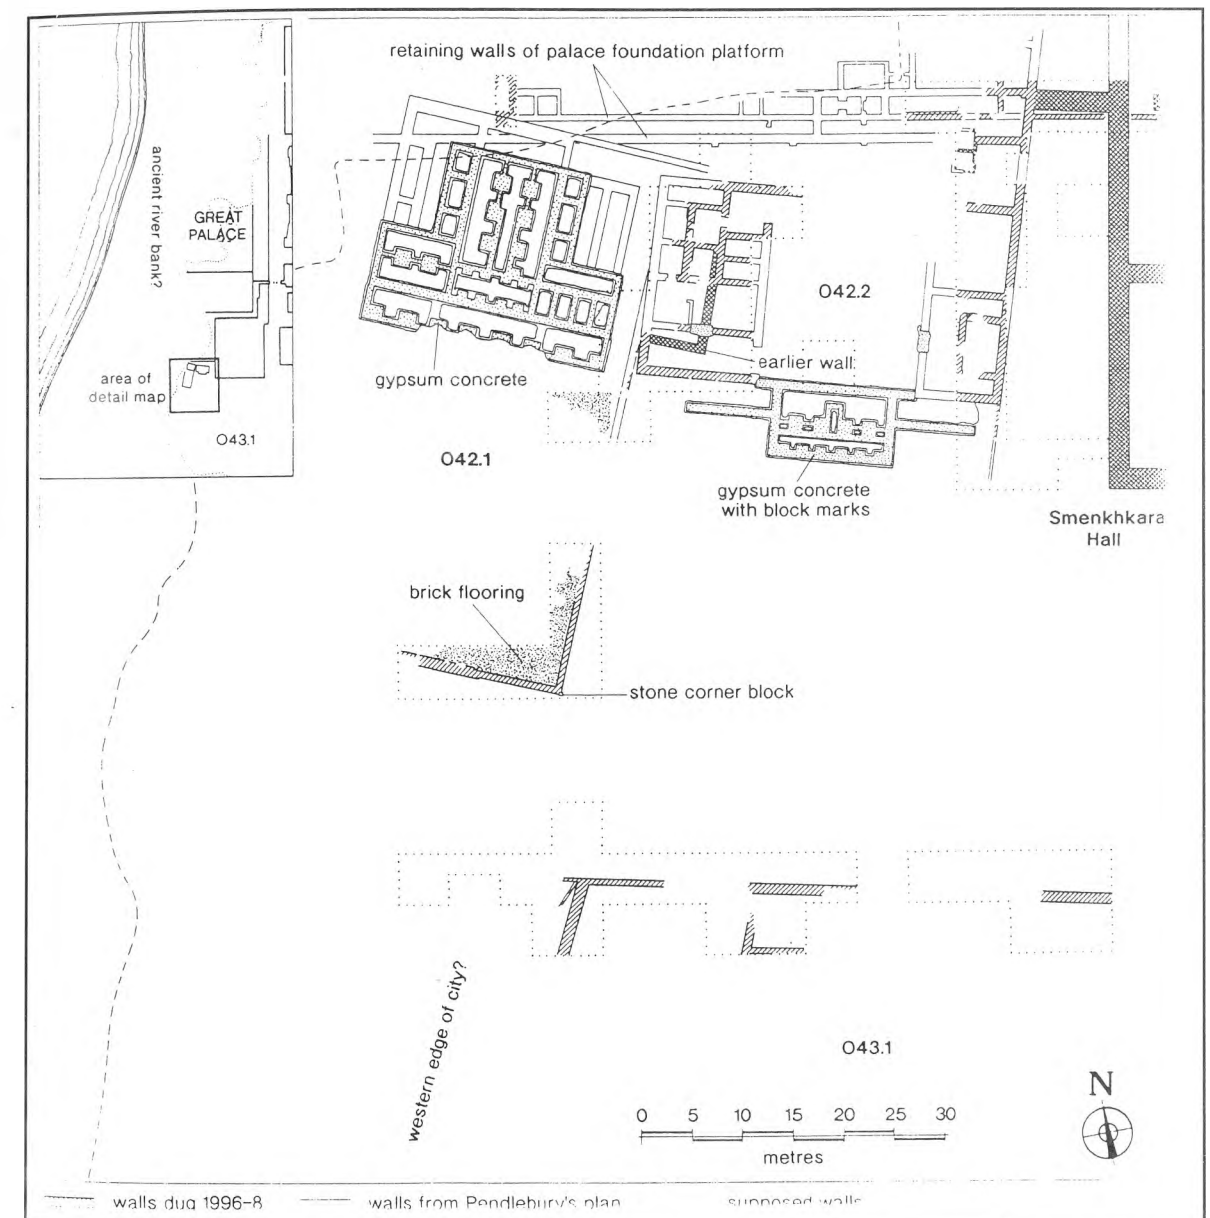 retaining walls of palace foundation platform
ancient river bank?
GREAT
PALACE
O42.2
earlier wall
area of
detail map
gypsum concrete
O43.1
O42.1
gypsum concrete
with block marks
Smenkhkara
Hall
brick flooring
stone corner block
western edge of city?
O43.1
N
0 5 10 15 20 25 30
metres
walls dug 1996-8 walls from Pendlebury's plan supposed walls